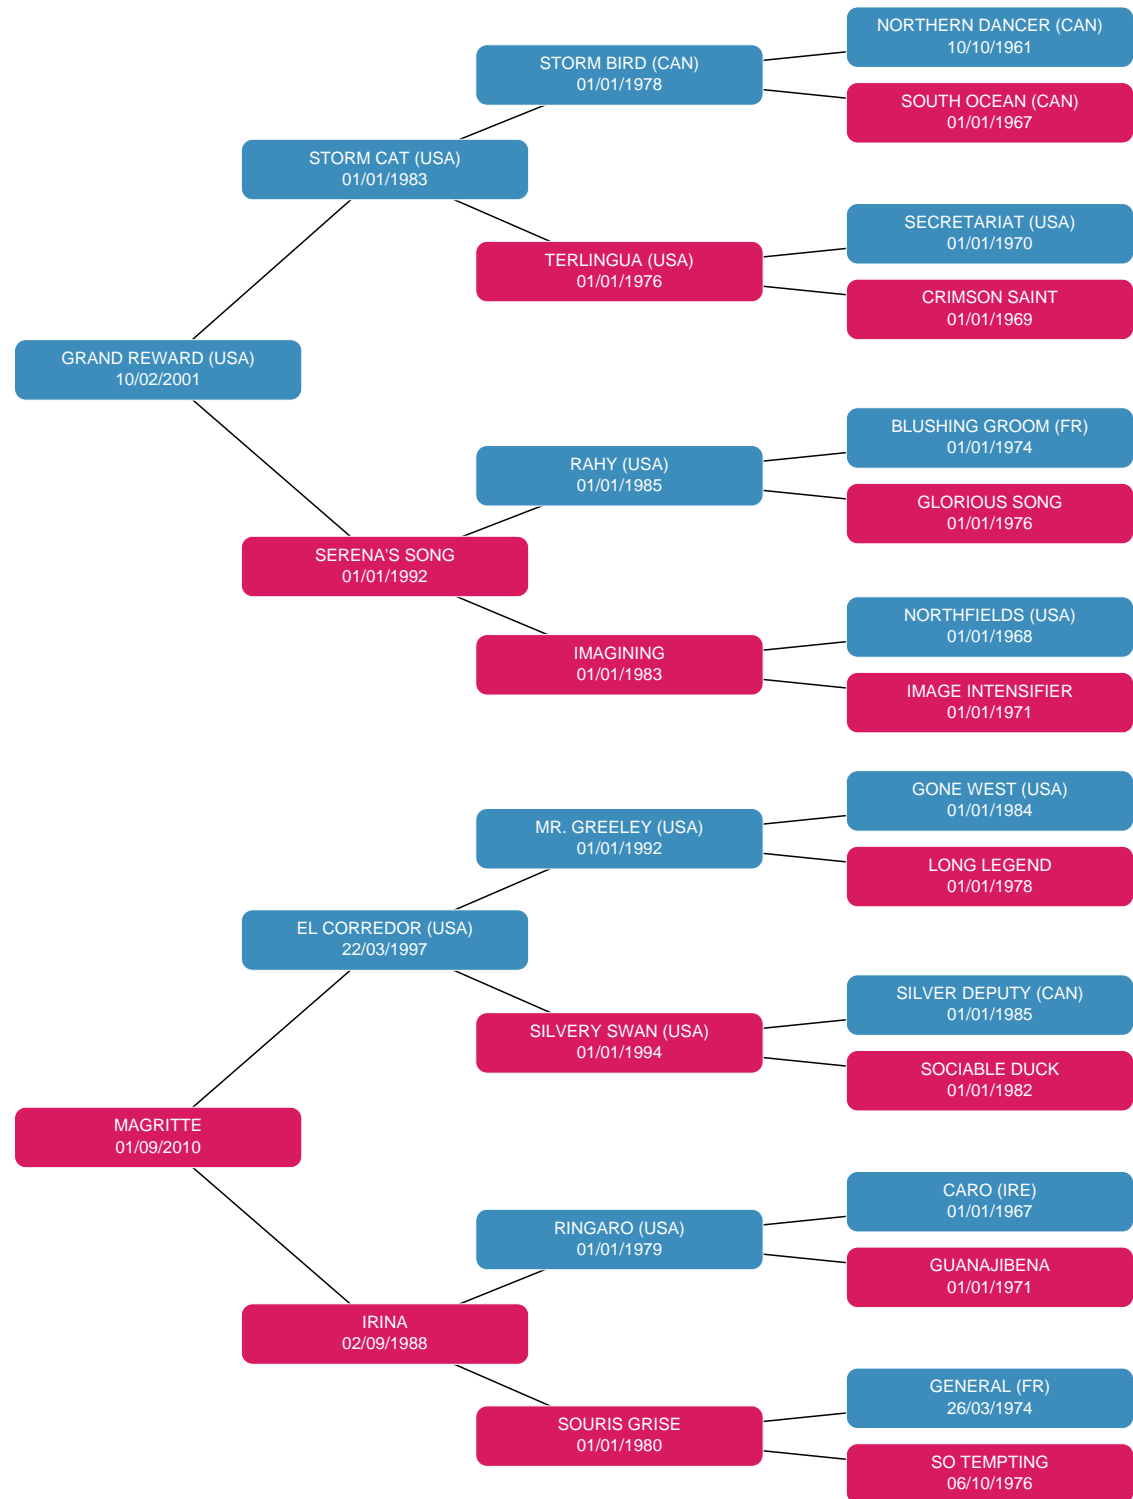 NORTHERN DANCER (CAN)
10/10/1961
STORM BIRD (CAN)
01/01/1978
SOUTH OCEAN (CAN)
01/01/1967
STORM CAT (USA)
01/01/1983
SECRETARIAT (USA)
01/01/1970
TERLINGUA (USA)
01/01/1976
CRIMSON SAINT
01/01/1969
GRAND REWARD (USA)
10/02/2001
BLUSHING GROOM (FR)
01/01/1974
RAHY (USA)
01/01/1985
GLORIOUS SONG
01/01/1976
SERENA'S SONG
01/01/1992
NORTHFIELDS (USA)
01/01/1968
IMAGINING
01/01/1983
IMAGE INTENSIFIER
01/01/1971
GONE WEST (USA)
01/01/1984
MR. GREELEY (USA)
01/01/1992
LONG LEGEND
01/01/1978
EL CORREDOR (USA)
22/03/1997
SILVER DEPUTY (CAN)
01/01/1985
SILVERY SWAN (USA)
01/01/1994
SOCIABLE DUCK
01/01/1982
MAGRITTE
01/09/2010
CARO (IRE)
01/01/1967
RINGARO (USA)
01/01/1979
GUANAJIBENA
01/01/1971
IRINA
02/09/1988
GENERAL (FR)
26/03/1974
SOURIS GRISE
01/01/1980
SO TEMPTING
06/10/1976